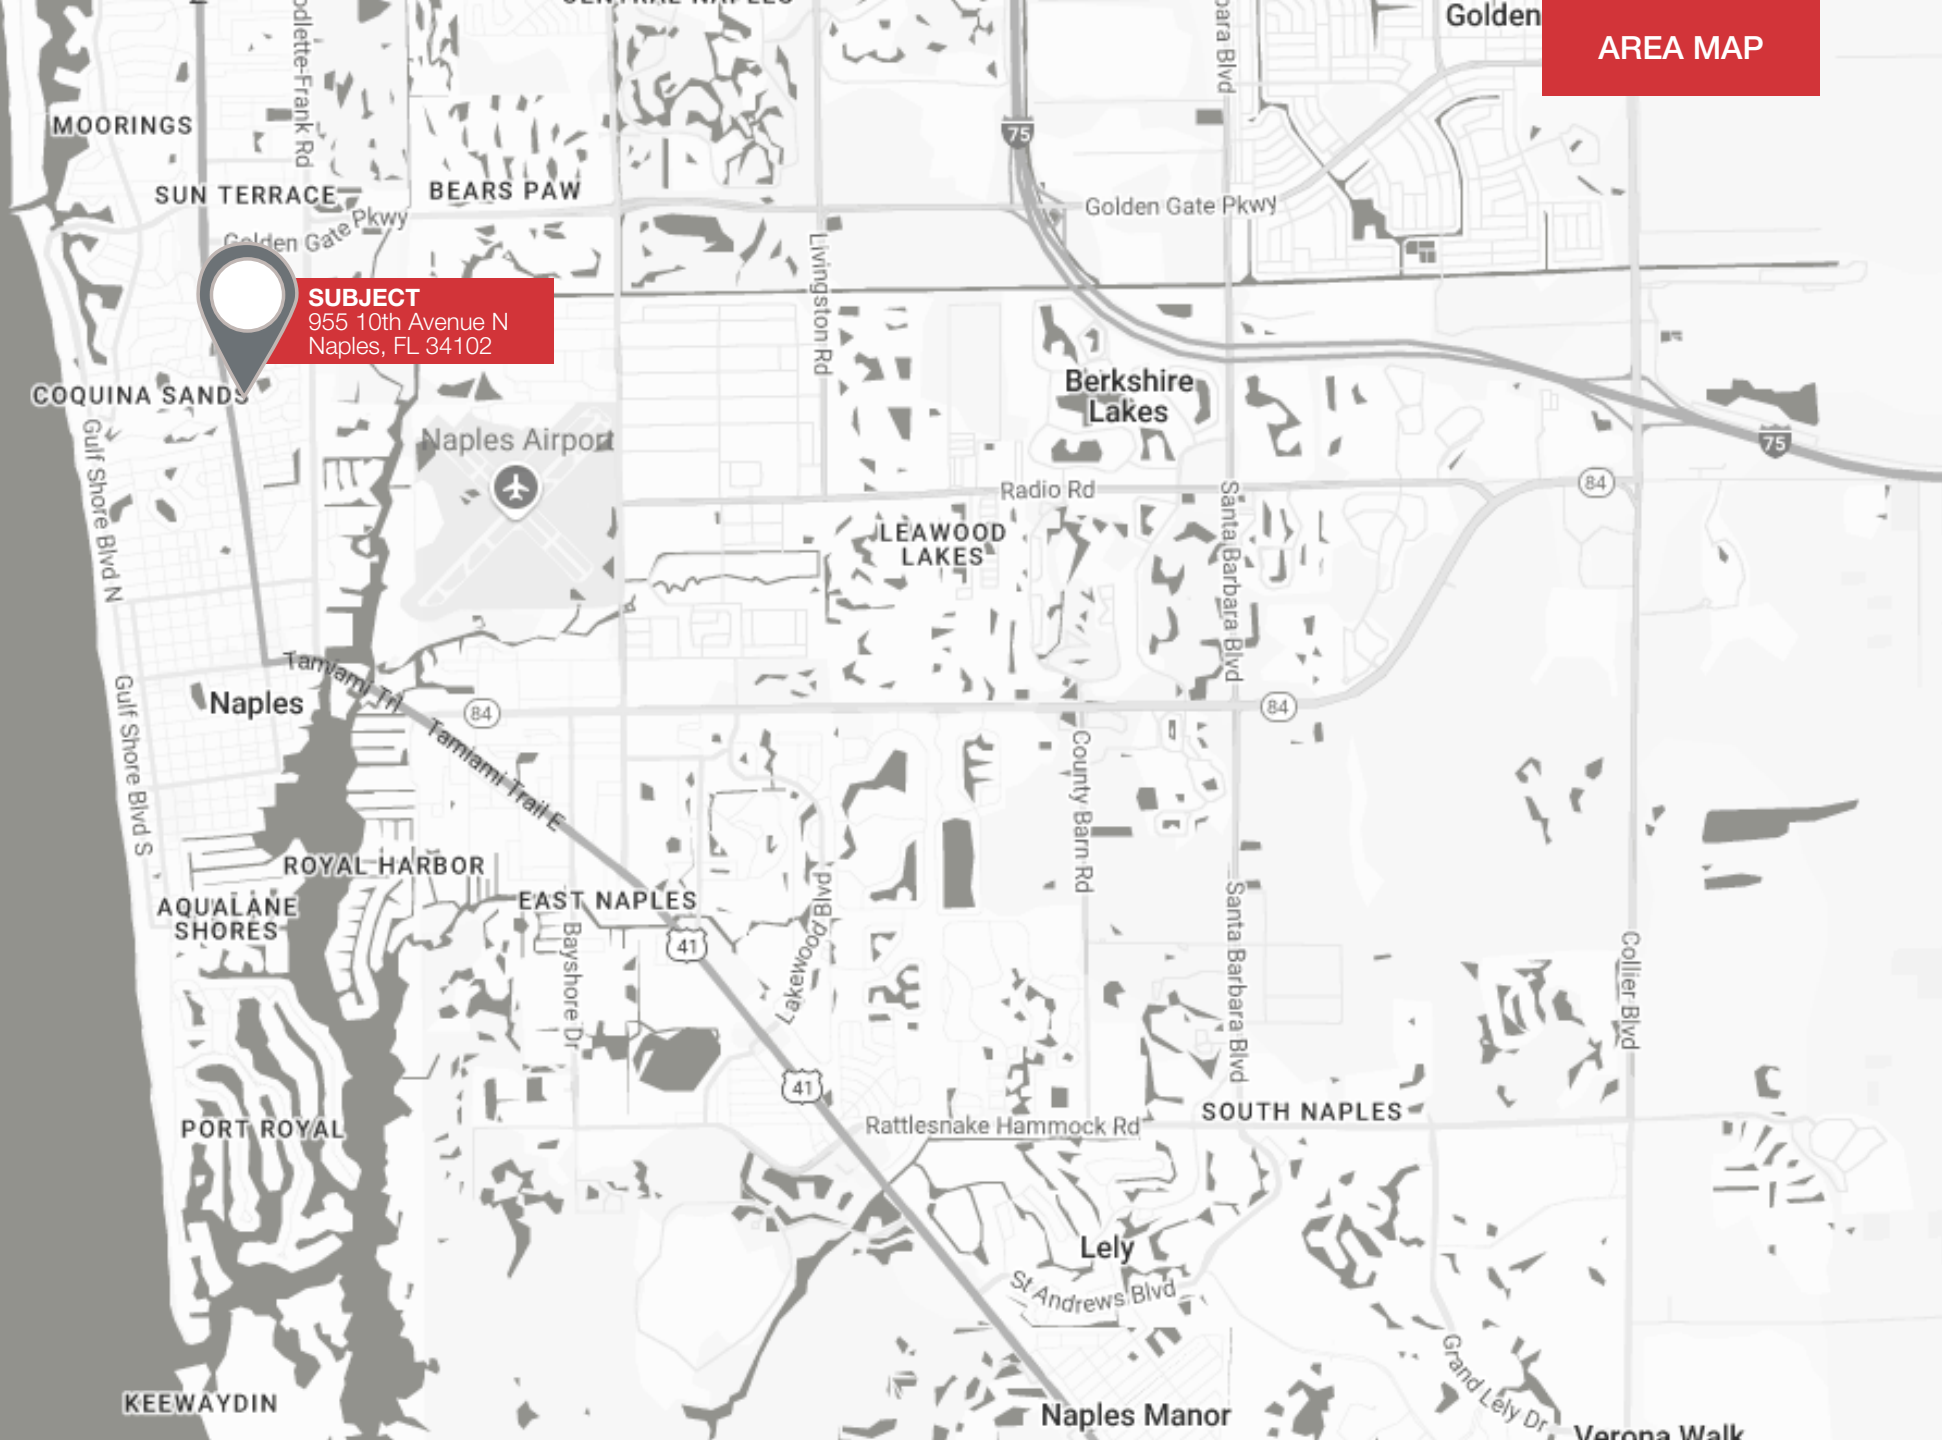 CENTRAL NAPLES
Golden
AREA MAP
MOORINGS
75
SUN TERRACE
BEARS PAW
Golden Gate Pkwy
Golden Gate Pkwy
SUBJECT
955 10th Avenue N
Naples, FL 34102
Livingston Rd
COQUINA SANDS
Berkshire
Lakes
Naples Airport
75
Gulf Shore Blvd N
Radio Rd
84
Santa Barbara Blvd
LEAWOOD
LAKES
Tamiami Trl
Naples
84
84
Gulf Shore Blvd S
Tamiami Trail E
County Barn Rd
ROYAL HARBOR
EAST NAPLES
AQUALANE
SHORES
41
Bayshore Dr
Lakewood Blvd
Santa Barbara Blvd
Collier Blvd
41
PORT ROYAL
Rattlesnake Hammock Rd
SOUTH NAPLES
Lely
St Andrews Blvd
Grand Lely Dr
KEEWAYDIN
Naples Manor
Verona Walk